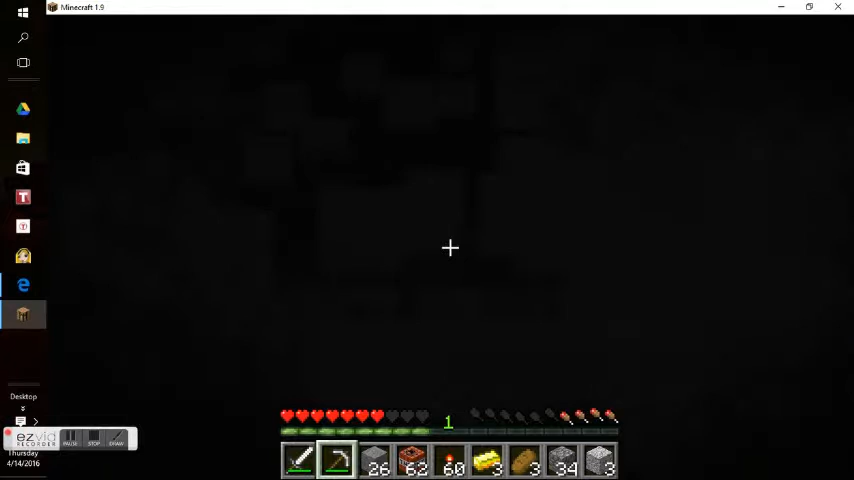 Minecraft 1.9
1
26
62
60
3
3
34
3
Desktop
ezvid
RECORDER
PAUSE
STOP
DRAW
Thursday
4/14/2016